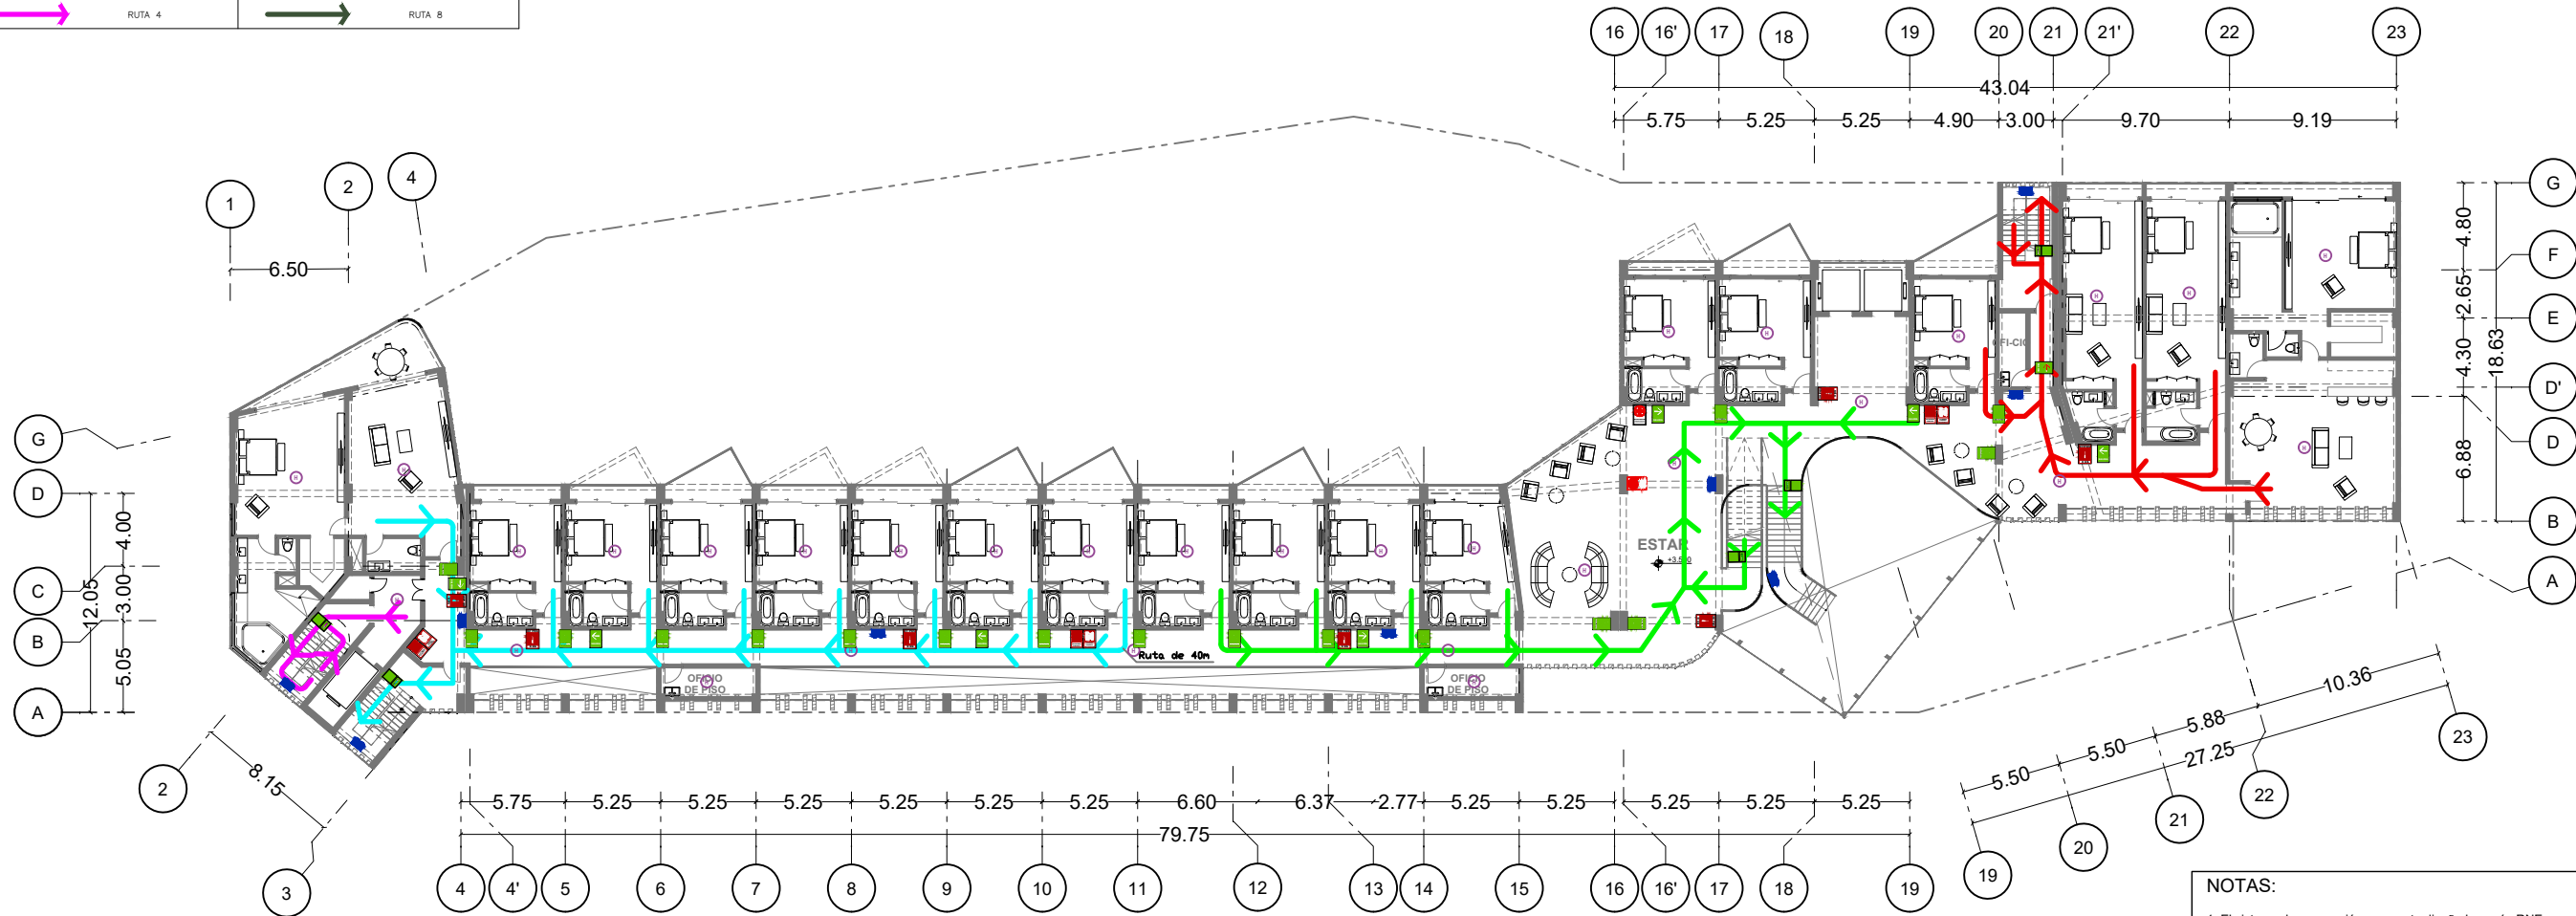 RUTA 4 RUTA 8
16 16' 17 18 19 20 21 21' 22 23
43.04
5.75 5.25 5.25 4.90 3.00 9.70 9.19
1 2 4
6.50
G
F
E
D'
D
B
A
4.80
2.65
4.30
18.63
6.88
G
D
C
B
A
4.00
3.00
12.05
5.05
OFI-CIO
ESTAR
Ruta de 40m
OFICIO
DE PISO
OFICIO
DE PISO
2
8.15
3
5.75 5.25 5.25 5.25 5.25 5.25 5.25 6.60 6.37 2.77 5.25 5.25 5.25 5.25 5.25
79.75
4 4' 5 6 7 8 9 10 11 12 13 14 15 16 16' 17 18 19
5.50 5.50 5.88 10.36
27.25
19 20 21 22 23
NOTAS: